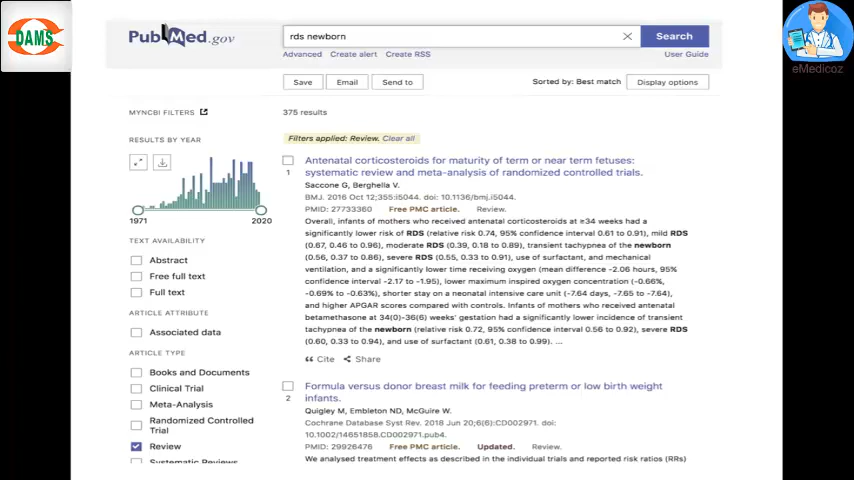 DAMS
PubMed.gov
rds newborn
Search
Advanced Create alert Create RSS
User Guide
Save Email Send to
Sorted by: Best match Display options
MYNCBI FILTERS
375 results
RESULTS BY YEAR
Filters applied: Review. Clear all
1971 2020
1
Antenatal corticosteroids for maturity of term or near term fetuses:
systematic review and meta-analysis of randomized controlled trials.
Saccone G, Berghella V.
BMJ. 2016 Oct 12;355:i5044. doi: 10.1136/bmj.i5044.
PMID: 27733360 Free PMC article. Review.
Overall, infants of mothers who received antenatal corticosteroids at ≥34 weeks had a
significantly lower risk of RDS (relative risk 0.74, 95% confidence interval 0.61 to 0.91), mild RDS
(0.67, 0.46 to 0.96), moderate RDS (0.39, 0.18 to 0.89), transient tachypnea of the newborn
(0.56, 0.37 to 0.86), severe RDS (0.55, 0.33 to 0.91), use of surfactant, and mechanical
ventilation, and a significantly lower time receiving oxygen (mean difference -2.06 hours, 95%
confidence interval -2.17 to -1.95), lower maximum inspired oxygen concentration (-0.66%,
-0.69% to -0.63%), shorter stay on a neonatal intensive care unit (-7.64 days, -7.65 to -7.64),
and higher APGAR scores compared with controls. Infants of mothers who received antenatal
betamethasone at 34(0)-36(6) weeks' gestation had a significantly lower incidence of transient
tachypnea of the newborn (relative risk 0.72, 95% confidence interval 0.56 to 0.92), severe RDS
(0.60, 0.33 to 0.94), and use of surfactant (0.61, 0.38 to 0.99). ...
Cite Share
TEXT AVAILABILITY
Abstract
Free full text
Full text
ARTICLE ATTRIBUTE
Associated data
ARTICLE TYPE
Books and Documents
Clinical Trial
Meta-Analysis
Randomized Controlled
Trial
Review
Systematic Reviews
2
Formula versus donor breast milk for feeding preterm or low birth weight
infants.
Quigley M, Embleton ND, McGuire W.
Cochrane Database Syst Rev. 2018 Jun 20;6(6):CD002971. doi:
10.1002/14651858.CD002971.pub4.
PMID: 29926476 Free PMC article. Updated. Review.
We analysed treatment effects as described in the individual trials and reported risk ratios (RRs)
eMedicoz